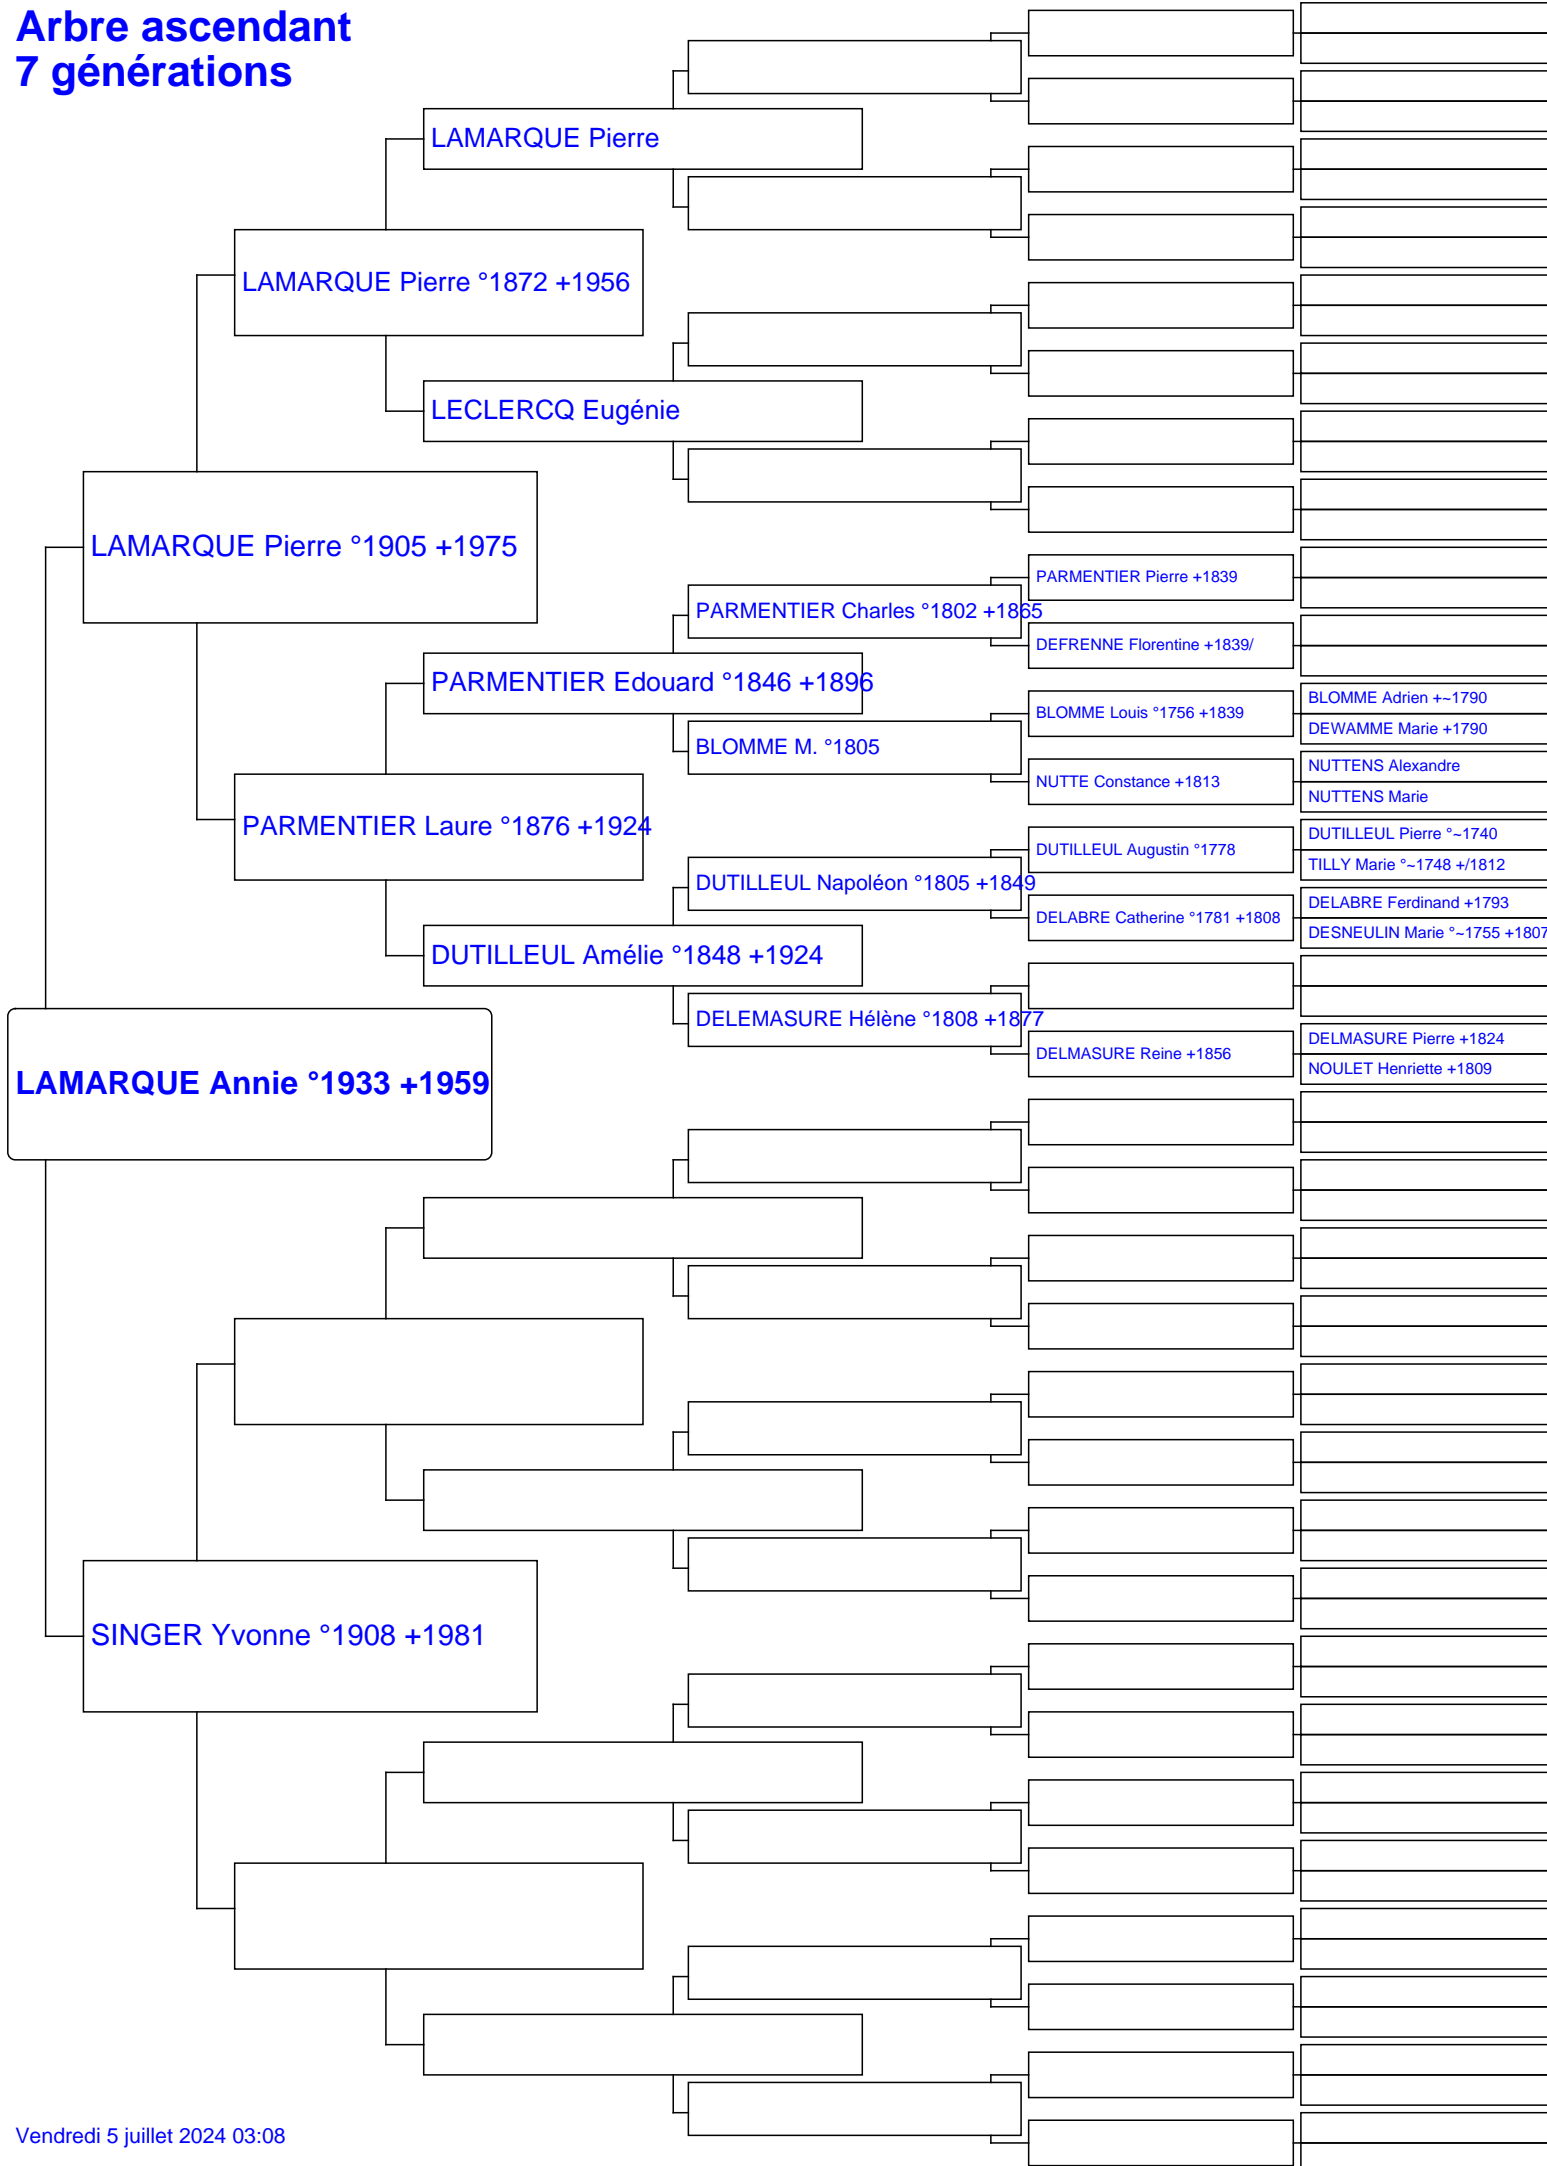 Arbre ascendant
7 générations
LAMARQUE Pierre
LAMARQUE Pierre °1872 +1956
LECLERCQ Eugénie
LAMARQUE Pierre °1905 +1975
PARMENTIER Pierre +1839
PARMENTIER Charles °1802 +1865
DEFRENNE Florentine +1839/
PARMENTIER Edouard °1846 +1896
BLOMME Adrien +~1790
BLOMME Louis °1756 +1839
DEWAMME Marie +1790
BLOMME M. °1805
NUTTENS Alexandre
NUTTE Constance +1813
NUTTENS Marie
PARMENTIER Laure °1876 +1924
DUTILLEUL Pierre °~1740
DUTILLEUL Augustin °1778
TILLY Marie °~1748 +/1812
DUTILLEUL Napoléon °1805 +1849
DELABRE Ferdinand +1793
DELABRE Catherine °1781 +1808
DESNEULIN Marie °~1755 +1807
DUTILLEUL Amélie °1848 +1924
DELEMASURE Hélène °1808 +1877
DELMASURE Pierre +1824
DELMASURE Reine +1856
NOULET Henriette +1809
LAMARQUE Annie °1933 +1959
SINGER Yvonne °1908 +1981
Vendredi 5 juillet 2024 03:08